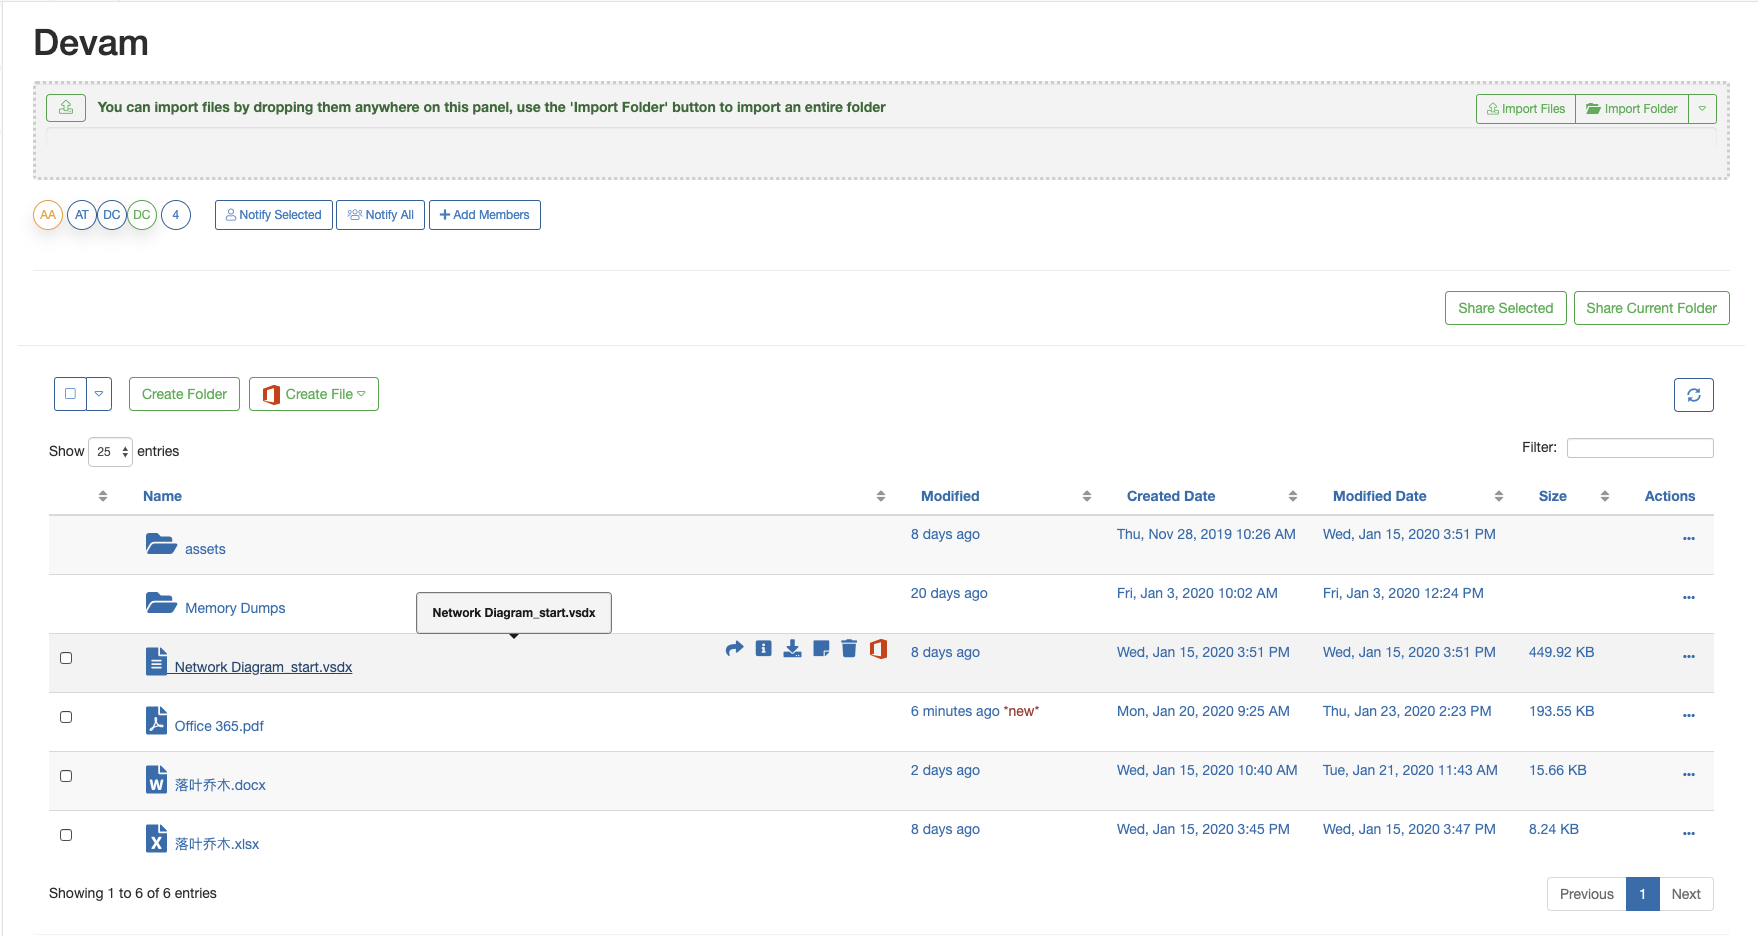 Devam
You can import files by dropping them anywhere on this panel, use the 'Import Folder' button to import an entire folder
Import Files Import Folder
AA AT DC DC 4 Notify Selected Notify All Add Members
Share Selected Share Current Folder
Create Folder Create File
Show 25 entries Filter:
Name Modified Created Date Modified Date Size Actions
assets 8 days ago Thu, Nov 28, 2019 10:26 AM Wed, Jan 15, 2020 3:51 PM ...
Memory Dumps 20 days ago Fri, Jan 3, 2020 10:02 AM Fri, Jan 3, 2020 12:24 PM ...
Network Diagram_start.vsdx
Network Diagram_start.vsdx 8 days ago Wed, Jan 15, 2020 3:51 PM Wed, Jan 15, 2020 3:51 PM 449.92 KB ...
Office 365.pdf 6 minutes ago *new* Mon, Jan 20, 2020 9:25 AM Thu, Jan 23, 2020 2:23 PM 193.55 KB ...
落叶乔木.docx 2 days ago Wed, Jan 15, 2020 10:40 AM Tue, Jan 21, 2020 11:43 AM 15.66 KB ...
落叶乔木.xlsx 8 days ago Wed, Jan 15, 2020 3:45 PM Wed, Jan 15, 2020 3:47 PM 8.24 KB ...
Showing 1 to 6 of 6 entries Previous 1 Next